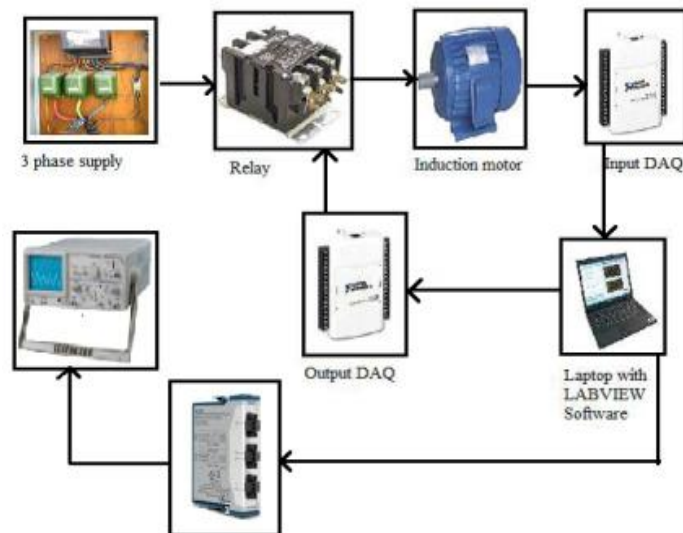 3 phase supply
Relay
Induction motor
Input DAQ
Output DAQ
Laptop with
LABVIEW
Software